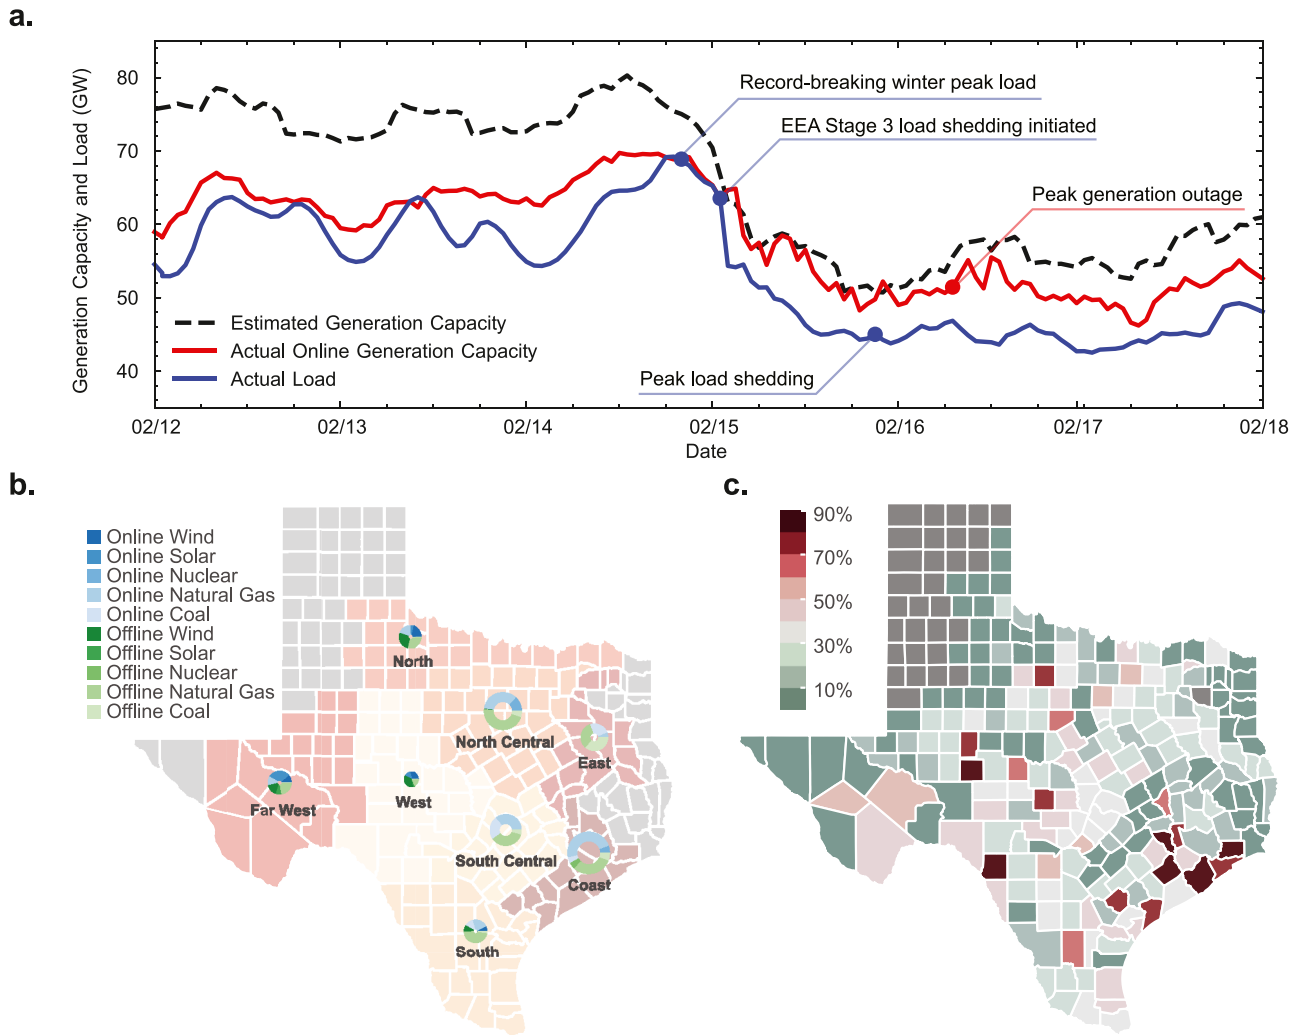 a.
Generation Capacity and Load (GW)
80
70
60
50
40
Record-breaking winter peak load
EEA Stage 3 load shedding initiated
Peak generation outage
Peak load shedding
Estimated Generation Capacity
Actual Online Generation Capacity
Actual Load
02/12
02/13
02/14
02/15
02/16
02/17
02/18
Date
b.
Online Wind
Online Solar
Online Nuclear
Online Natural Gas
Online Coal
Offline Wind
Offline Solar
Offline Nuclear
Offline Natural Gas
Offline Coal
North
North Central
East
Far West
West
South Central
Coast
South
c.
90%
70%
50%
30%
10%